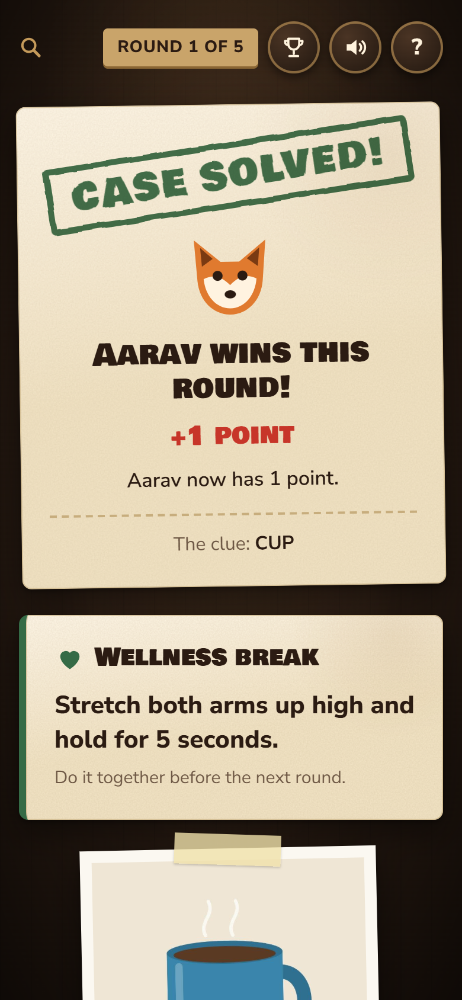 ROUND 1 OF 5
?
CASE SOLVED!
Aarav wins this
round!
+1 point
Aarav now has 1 point.
The clue: CUP
Wellness break
Stretch both arms up high and
hold for 5 seconds.
Do it together before the next round.